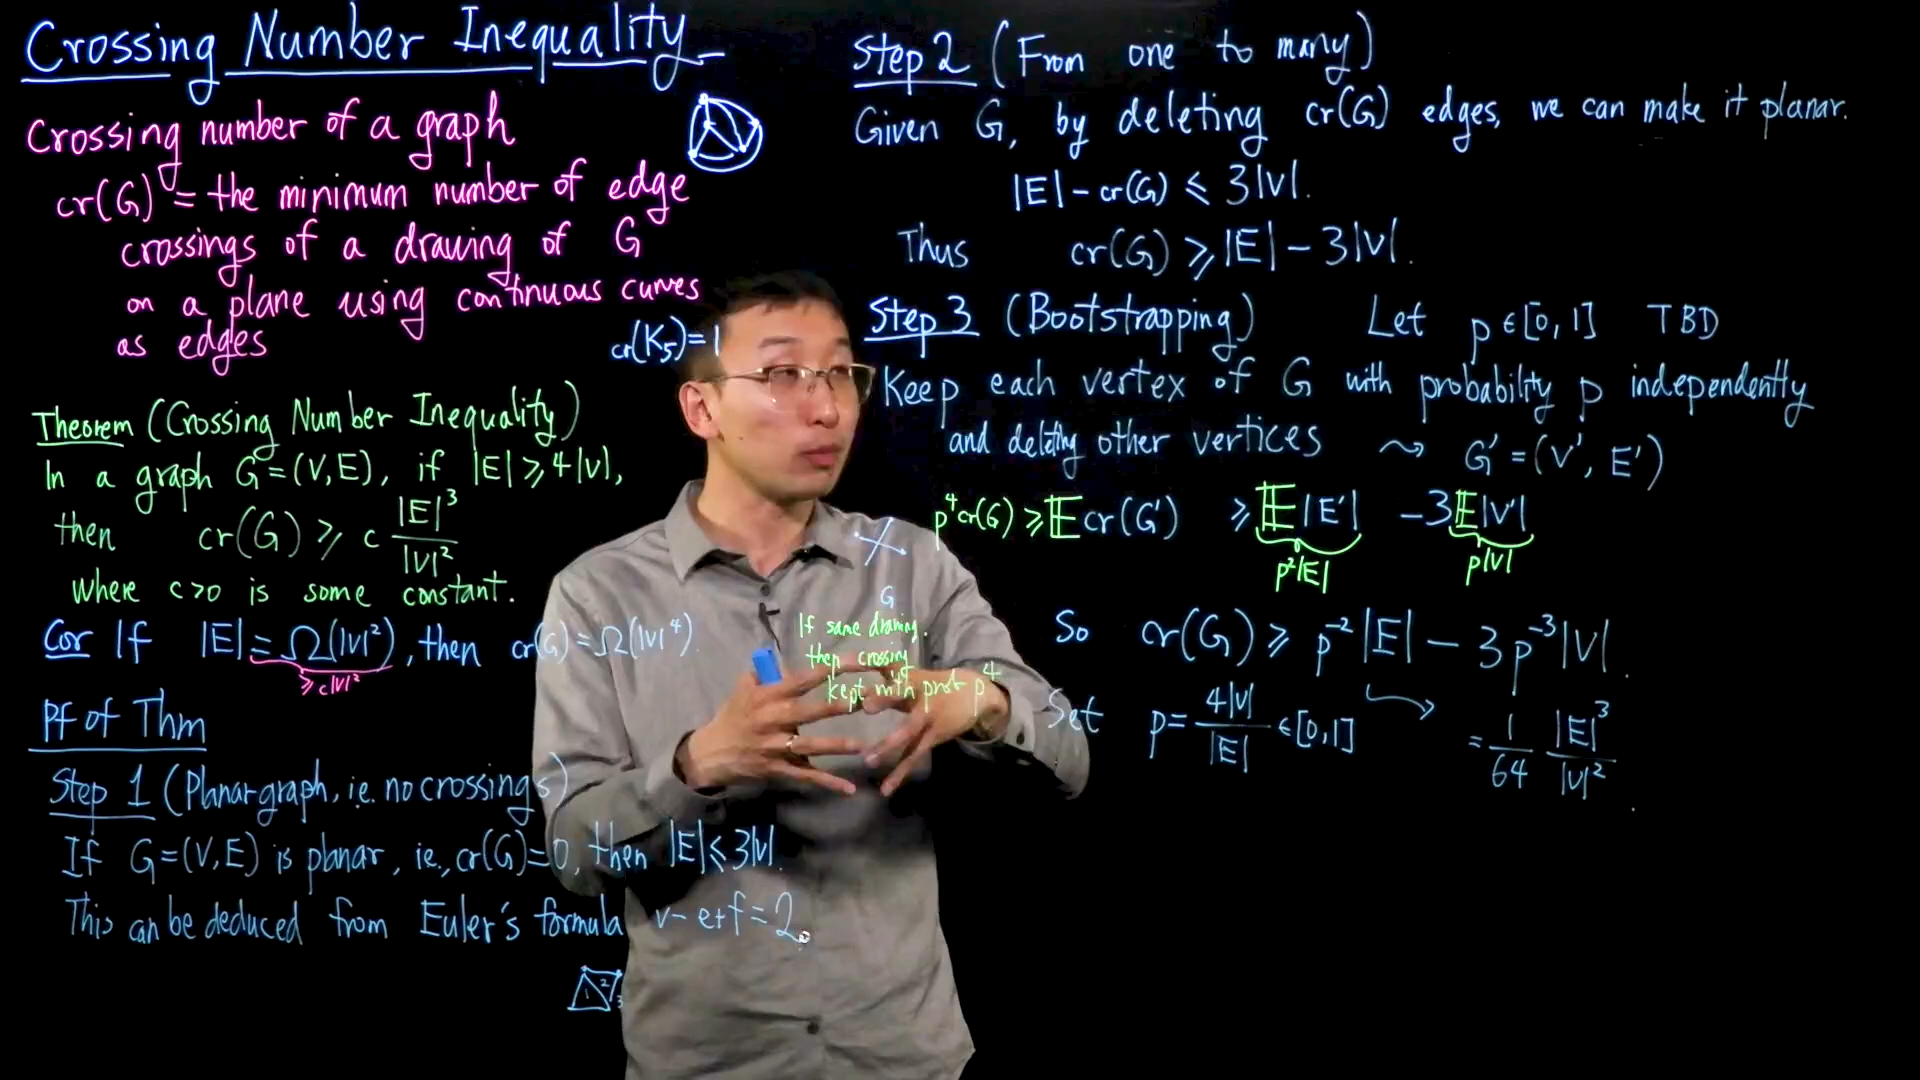 Crossing Number Inequality
Crossing number of a graph
cr(G) = the minimum number of edge
crossings of a drawing of G
on a plane using continuous curves
as edges
cr(K₅)=1
Theorem (Crossing Number Inequality)
In a graph G=(V,E), if |E| ⩾ 4|V|,
then cr(G) ⩾ c |E|³/|V|²
where c>0 is some constant.
Cor If |E| = Ω(|V|²), then cr(G) = Ω(|V|⁴).
⩾ c|V|²
Pf of Thm
Step 1 (Planar graph, i.e. no crossings)
If G=(V,E) is planar, i.e., cr(G)=0, then |E| ⩽ 3|V|.
This can be deduced from Euler's formula v-e+f=2.
1 2 3
Step 2 (From one to many)
Given G, by deleting cr(G) edges, we can make it planar.
|E| - cr(G) ⩽ 3|V|.
Thus cr(G) ⩾ |E| - 3|V|.
Step 3 (Bootstrapping) Let p ∈ [0,1] TBD
Keep each vertex of G with probability p independently
and deleting other vertices ⤳ G' = (V', E')
p⁴cr(G) ⩾ 𝔼cr(G') ⩾ 𝔼|E'| - 3𝔼|V'|
p²|E| p|V|
G
If same drawing.
then crossing
kept with prob p⁴
So cr(G) ⩾ p⁻²|E| - 3p⁻³|V|.
Set p = 4|V|/|E| ∈ [0,1] = 1/64 |E|³/|V|².